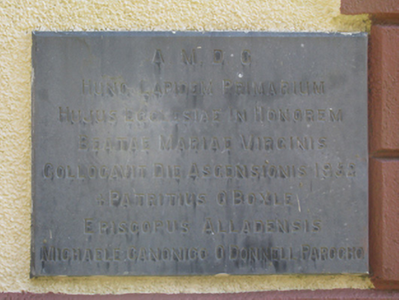 A M D G
HUNC LAPIDEM PRIMARIUM
HUIUS ECCLESIAE IN HONOREM
BEATAE MARIAE VIRGINIS
COLLOCAVIT DIE ASCENSIONIS
PATRITIUS O'BOYLE
EPISCOPUS ALLADENSIS
MICHAELE CANONICO O'DONNELL PAROCHO